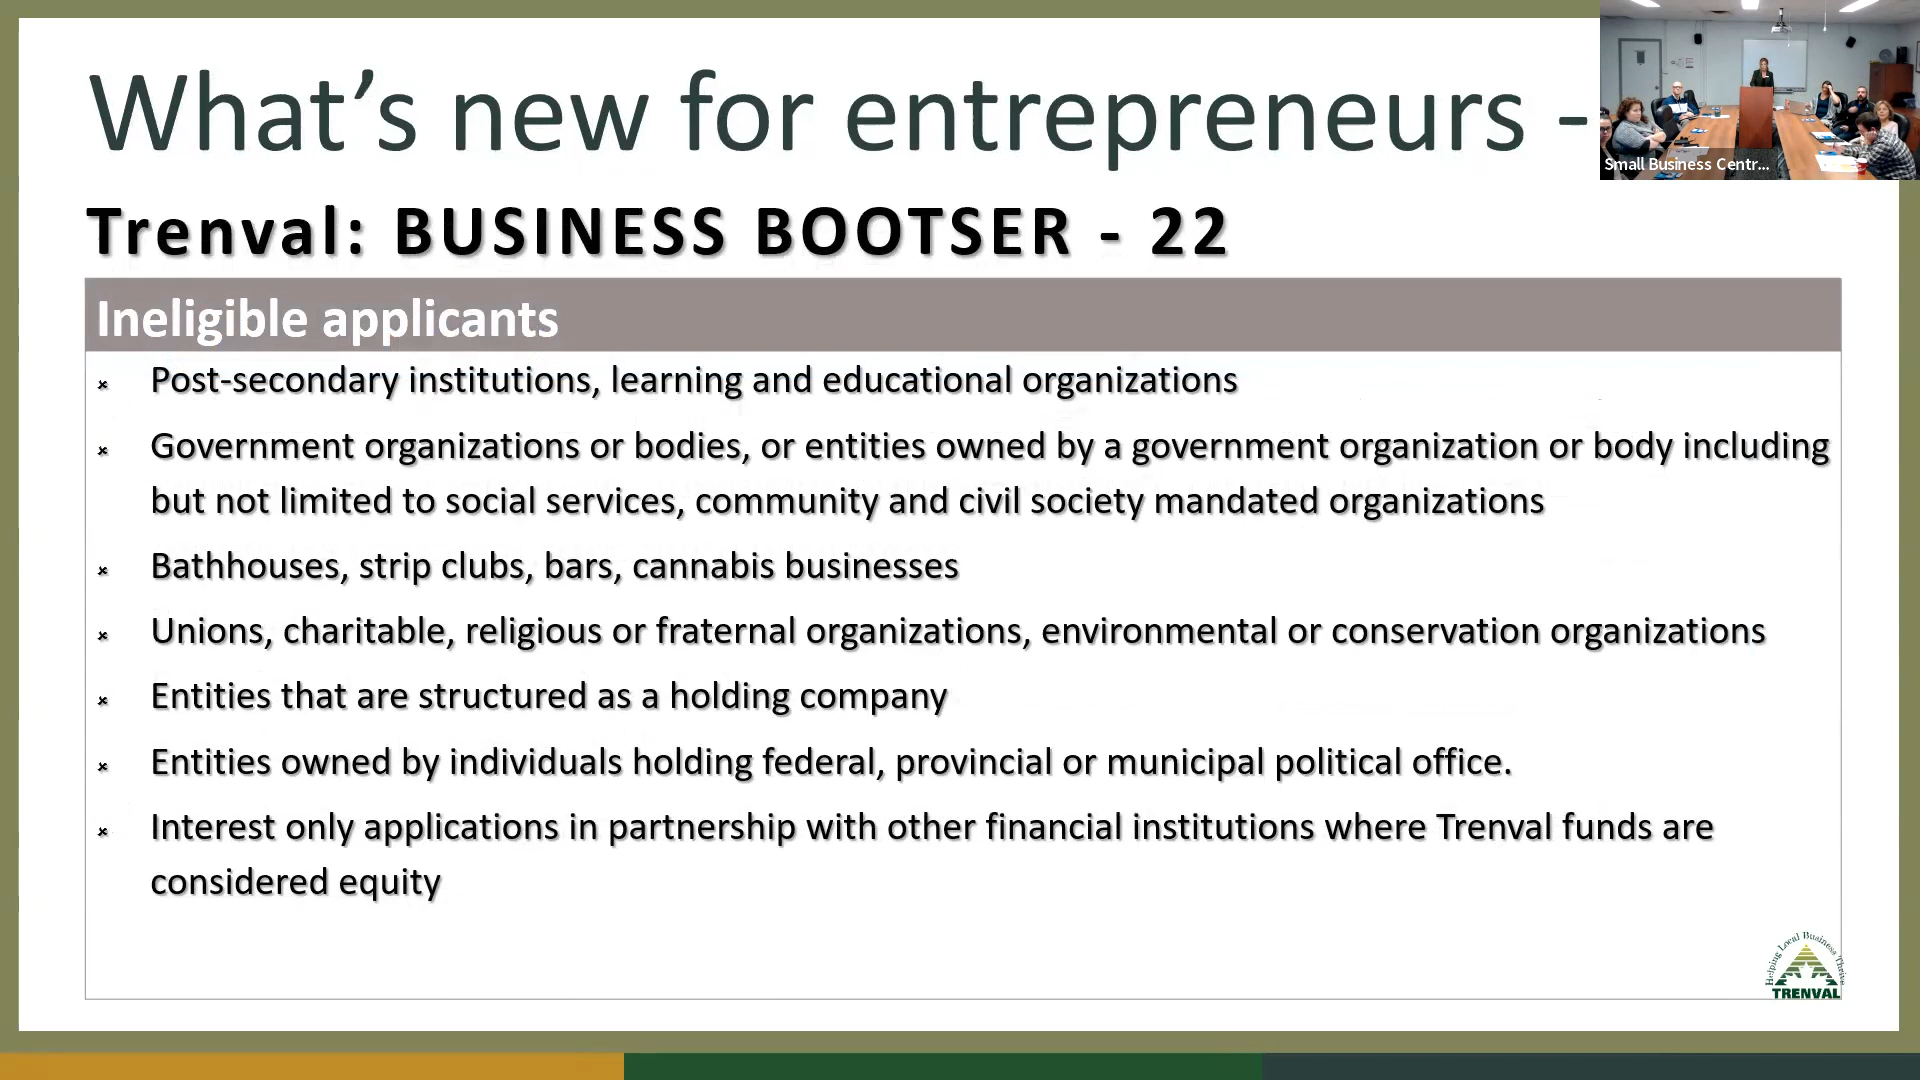 What’s new for entrepreneurs -
Small Business Centr...
Trenval: BUSINESS BOOTSER - 22
Ineligible applicants
Post-secondary institutions, learning and educational organizations
Government organizations or bodies, or entities owned by a government organization or body including
but not limited to social services, community and civil society mandated organizations
Bathhouses, strip clubs, bars, cannabis businesses
Unions, charitable, religious or fraternal organizations, environmental or conservation organizations
Entities that are structured as a holding company
Entities owned by individuals holding federal, provincial or municipal political office.
Interest only applications in partnership with other financial institutions where Trenval funds are
considered equity
Helping Local Business Thrive
TRENVAL